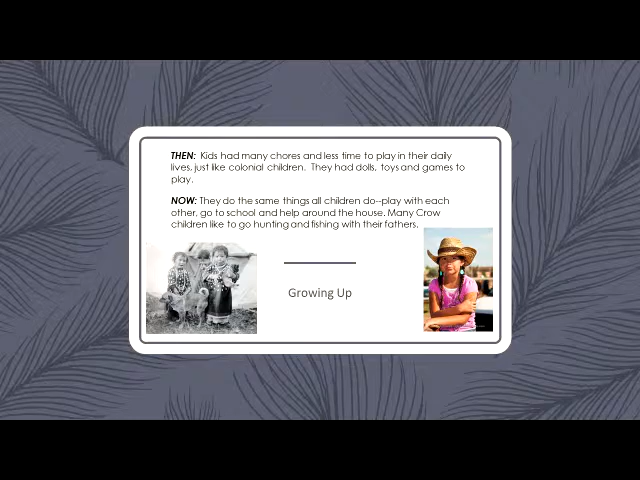 THEN: Kids had many chores and less time to play in their daily
lives, just like colonial children. They had dolls, toys and games to
play.
NOW: They do the same things all children do--play with each
other, go to school and help around the house. Many Crow
children like to go hunting and fishing with their fathers.
Growing Up